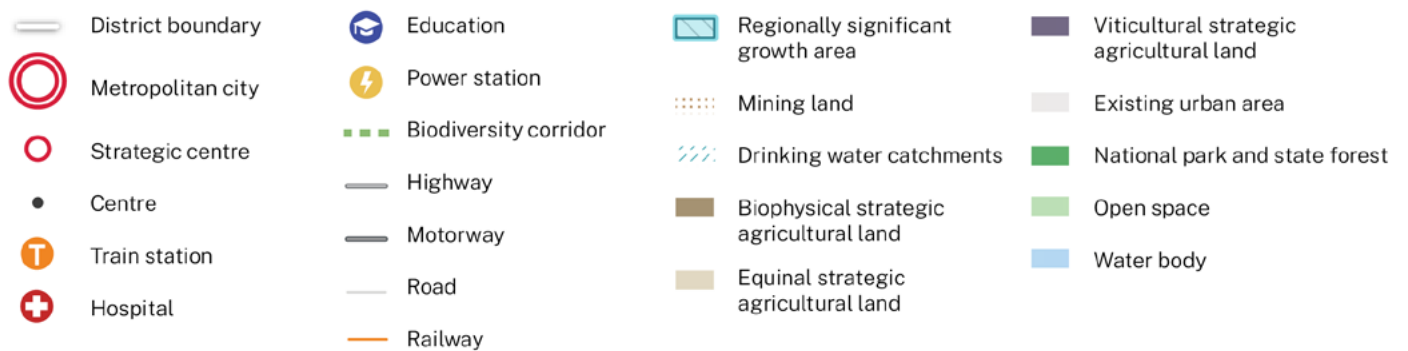 District boundary
Metropolitan city
Strategic centre
Centre
T
Train station
Hospital
Education
Power station
Biodiversity corridor
Highway
Motorway
Road
Railway
Regionally significant
growth area
Mining land
Drinking water catchments
Biophysical strategic
agricultural land
Equinal strategic
agricultural land
Viticultural strategic
agricultural land
Existing urban area
National park and state forest
Open space
Water body